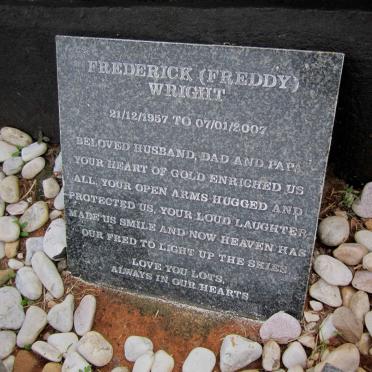 FREDERICK (FREDDY)
WRIGHT
21/12/1957 TO 07/01/2007
BELOVED HUSBAND, DAD AND PAPA
YOUR HEART OF GOLD ENRICHED US
ALL, YOUR OPEN ARMS HUGGED AND
PROTECTED US, YOUR LOUD LAUGHTER
MADE US SMILE AND NOW HEAVEN HAS
OUR FRED TO LIGHT UP THE SKIES
LOVE YOU LOTS,
ALWAYS IN OUR HEARTS